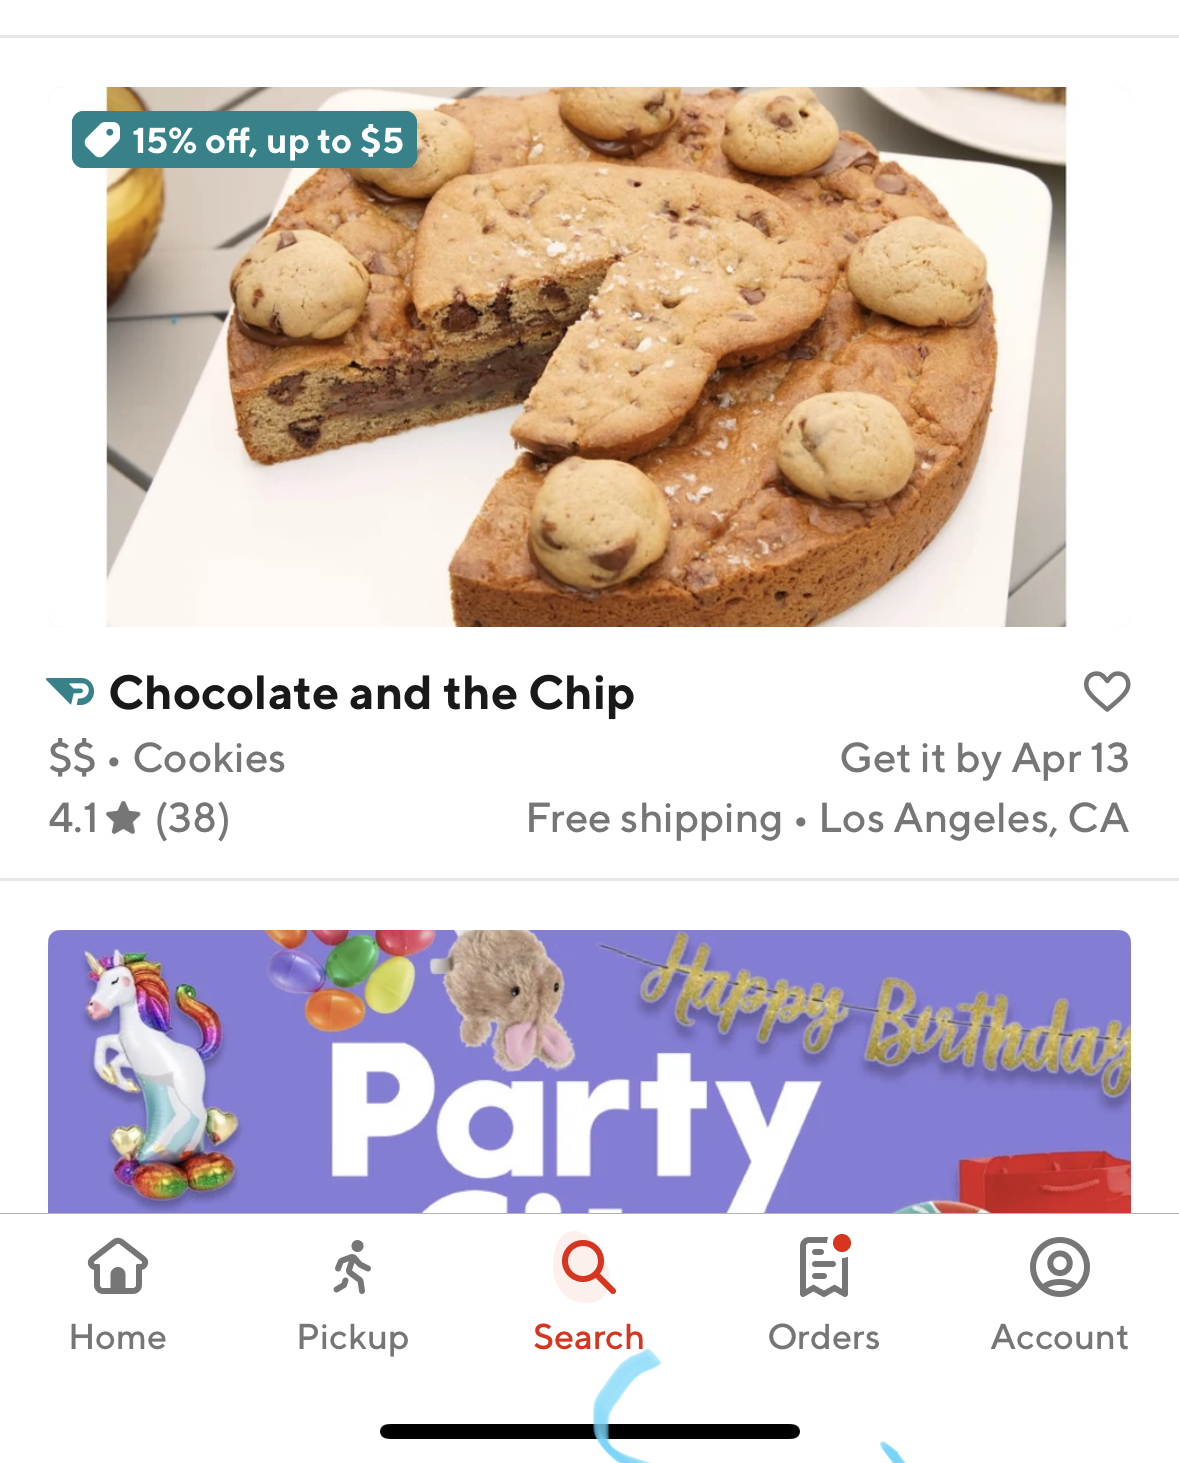 15% off, up to $5
Chocolate and the Chip
$$ • Cookies
Get it by Apr 13
4.1★ (38)
Free shipping • Los Angeles, CA
Happy Birthday
Party
Home
Pickup
Search
Orders
Account